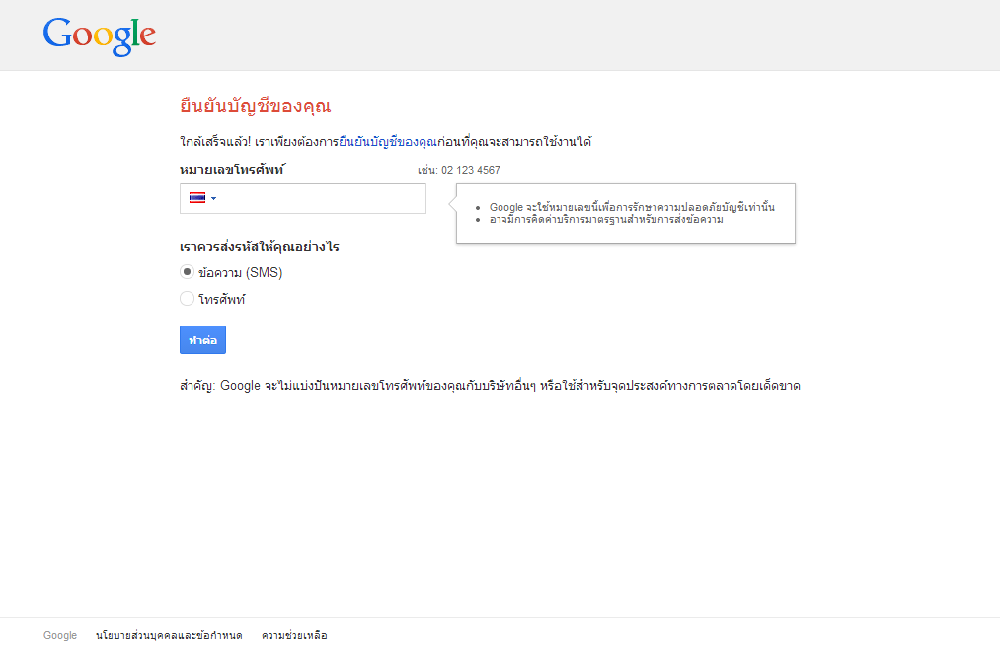 Google
ยืนยันบัญชีของคุณ
ใกล้เสร็จแล้ว! เราเพียงต้องการยืนยันบัญชีของคุณก่อนที่คุณจะสามารถใช้งานได้
หมายเลขโทรศัพท์ เช่น: 02 123 4567
Google จะใช้หมายเลขนี้เพื่อการรักษาความปลอดภัยบัญชีเท่านั้น
อาจมีการคิดค่าบริการมาตรฐานสำหรับการส่งข้อความ
เราควรส่งรหัสให้คุณอย่างไร
ข้อความ (SMS)
โทรศัพท์
ทำต่อ
สำคัญ: Google จะไม่แบ่งปันหมายเลขโทรศัพท์ของคุณกับบริษัทอื่นๆ หรือใช้สำหรับจุดประสงค์ทางการตลาดโดยเด็ดขาด
Google นโยบายส่วนบุคคลและข้อกำหนด ความช่วยเหลือ